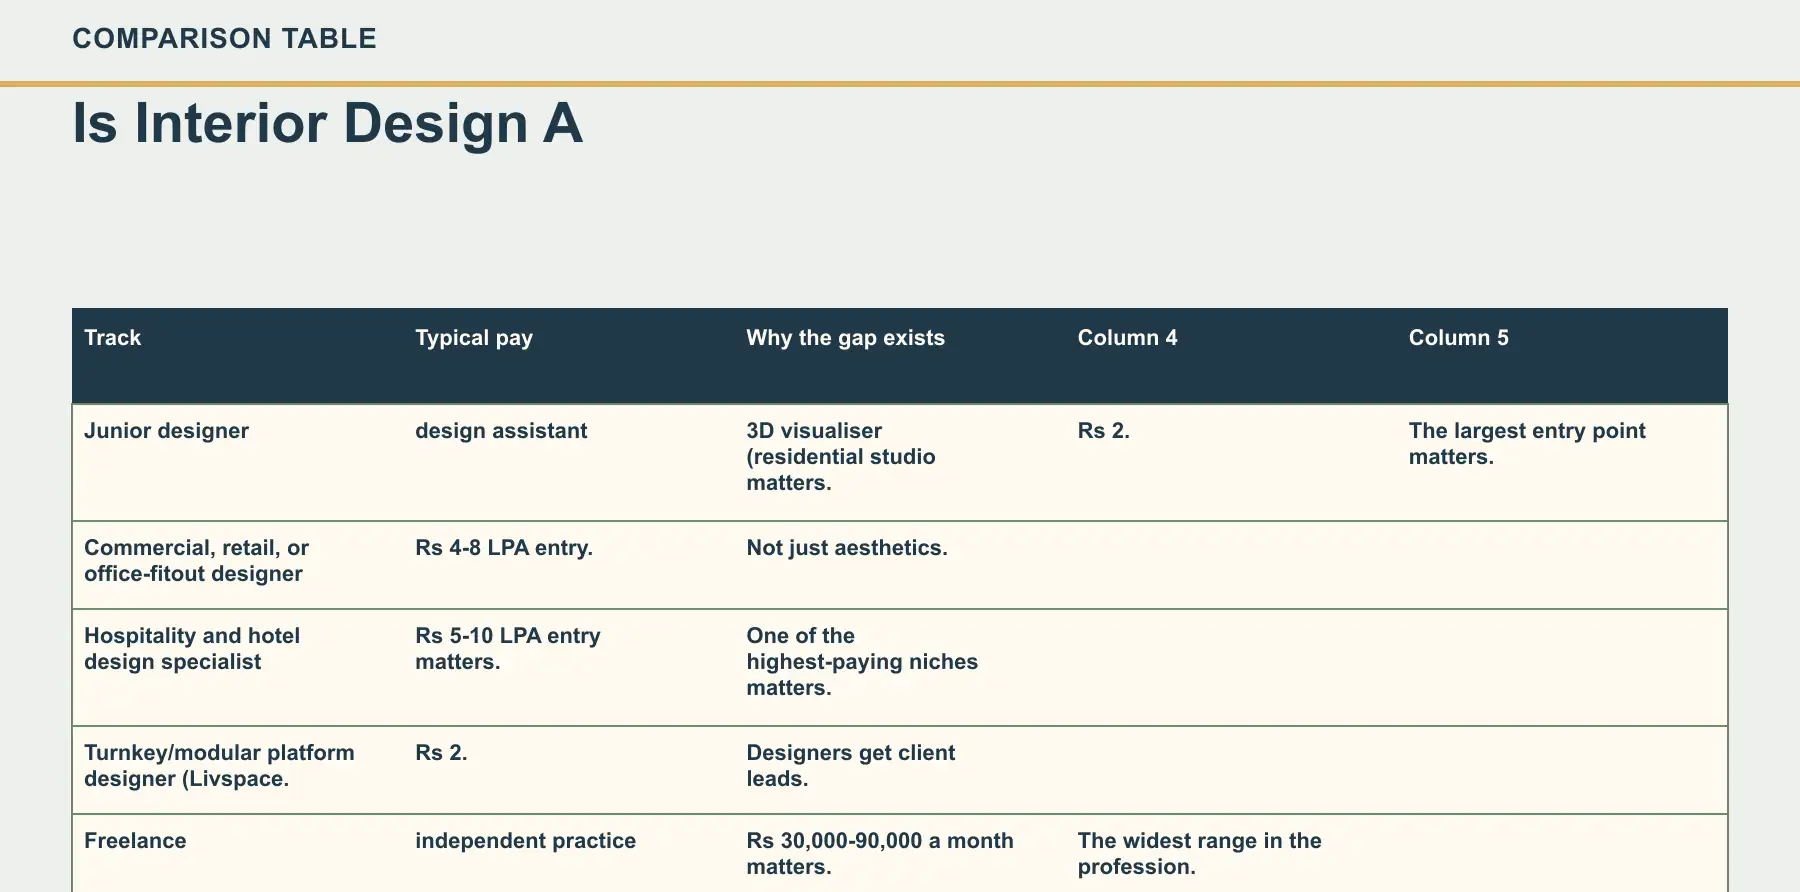 COMPARISON TABLE
Is Interior Design A
Track Typical pay Why the gap exists Column 4 Column 5
Junior designer design assistant 3D visualiser Rs 2. The largest entry point
(residential studio matters.
matters.
Commercial, retail, or Rs 4-8 LPA entry. Not just aesthetics.
office-fitout designer
Hospitality and hotel Rs 5-10 LPA entry One of the
design specialist matters. highest-paying niches
matters.
Turnkey/modular platform Rs 2. Designers get client
designer (Livspace. leads.
Freelance independent practice Rs 30,000-90,000 a month The widest range in the
matters. profession.